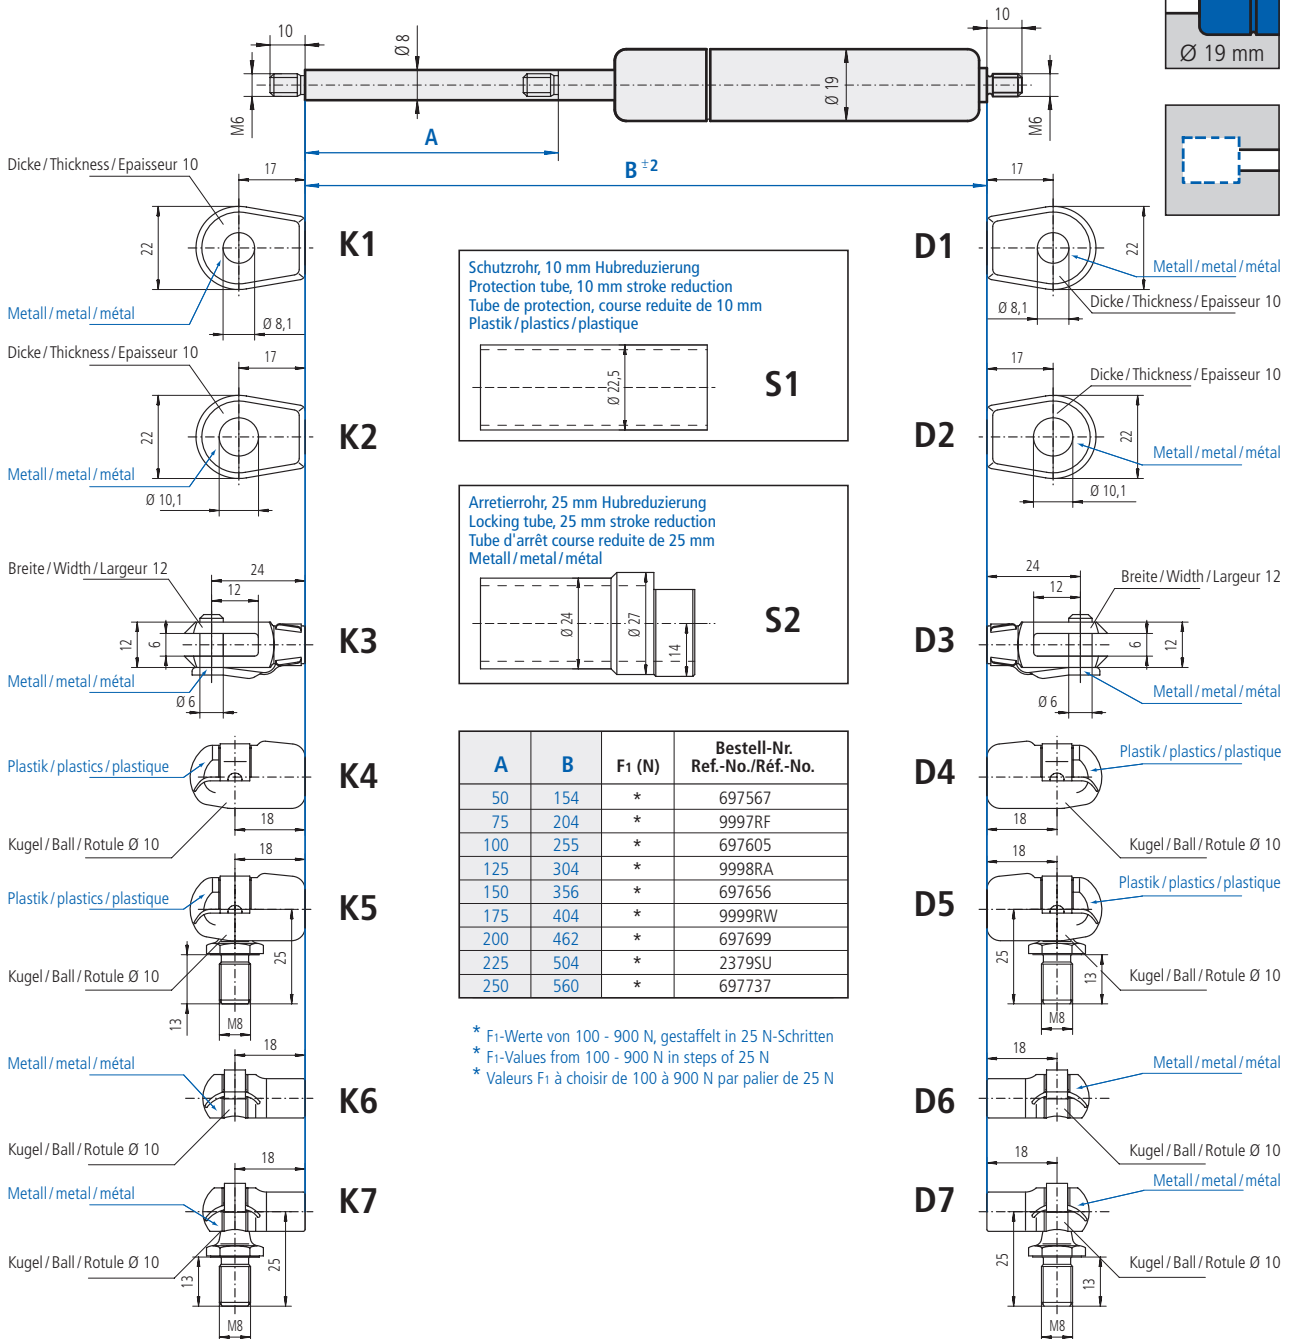 10
Ø 8
10
Ø 19 mm
M6
Ø 19
M6
A
B ±2
Dicke / Thickness / Epaisseur 10
17
22
K1
Metall / metal / métal
Ø 8,1
17
D1
22
Metall / metal / métal
Dicke / Thickness / Epaisseur 10
Ø 8,1
Schutzrohr, 10 mm Hubreduzierung
Protection tube, 10 mm stroke reduction
Tube de protection, course reduite de 10 mm
Plastik / plastics / plastique
Ø 22,5
S1
Dicke / Thickness / Epaisseur 10
17
22
K2
Metall / metal / métal
Ø 10,1
17
Dicke / Thickness / Epaisseur 10
D2
22
Metall / metal / métal
Ø 10,1
Arretierrohr, 25 mm Hubreduzierung
Locking tube, 25 mm stroke reduction
Tube d'arrêt course reduite de 25 mm
Metall / metal / métal
Ø 24
Ø 27
14
S2
Breite / Width / Largeur 12
24
12
12
6
K3
Metall / metal / métal
Ø 6
24
12
Breite / Width / Largeur 12
D3
6
12
Metall / metal / métal
Ø 6
Plastik / plastics / plastique
K4
18
Kugel / Ball / Rotule Ø 10
Plastik / plastics / plastique
D4
18
Kugel / Ball / Rotule Ø 10
A B F1 (N) Bestell-Nr.
Ref.-No./Réf.-No.
50 154 * 697567
75 204 * 9997RF
100 255 * 697605
125 304 * 9998RA
150 356 * 697656
175 404 * 9999RW
200 462 * 697699
225 504 * 2379SU
250 560 * 697737
18
Plastik / plastics / plastique
K5
Kugel / Ball / Rotule Ø 10
25
13
M8
18
Plastik / plastics / plastique
D5
Kugel / Ball / Rotule Ø 10
25
13
M8
* F1-Werte von 100 - 900 N, gestaffelt in 25 N-Schritten
* F1-Values from 100 - 900 N in steps of 25 N
* Valeurs F1 à choisir de 100 à 900 N par palier de 25 N
18
Metall / metal / métal
K6
Kugel / Ball / Rotule Ø 10
18
Metall / metal / métal
D6
Kugel / Ball / Rotule Ø 10
18
Metall / metal / métal
K7
Kugel / Ball / Rotule Ø 10
25
13
M8
18
Metall / metal / métal
D7
Kugel / Ball / Rotule Ø 10
25
13
M8